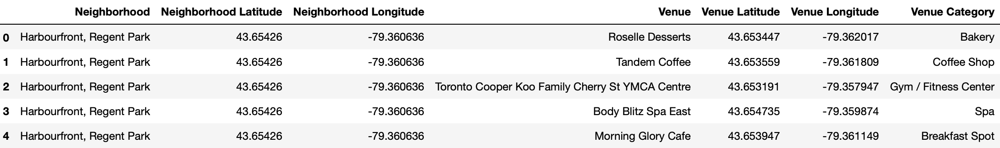 Neighborhood Neighborhood Latitude Neighborhood Longitude Venue Venue Latitude Venue Longitude Venue Category
0 Harbourfront, Regent Park 43.65426 -79.360636 Roselle Desserts 43.653447 -79.362017 Bakery
1 Harbourfront, Regent Park 43.65426 -79.360636 Tandem Coffee 43.653559 -79.361809 Coffee Shop
2 Harbourfront, Regent Park 43.65426 -79.360636 Toronto Cooper Koo Family Cherry St YMCA Centre 43.653191 -79.357947 Gym / Fitness Center
3 Harbourfront, Regent Park 43.65426 -79.360636 Body Blitz Spa East 43.654735 -79.359874 Spa
4 Harbourfront, Regent Park 43.65426 -79.360636 Morning Glory Cafe 43.653947 -79.361149 Breakfast Spot